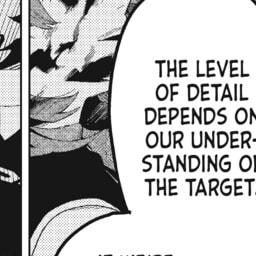 THE LEVEL
OF DETAIL
DEPENDS ON
OUR UNDER-
STANDING OF
THE TARGET.